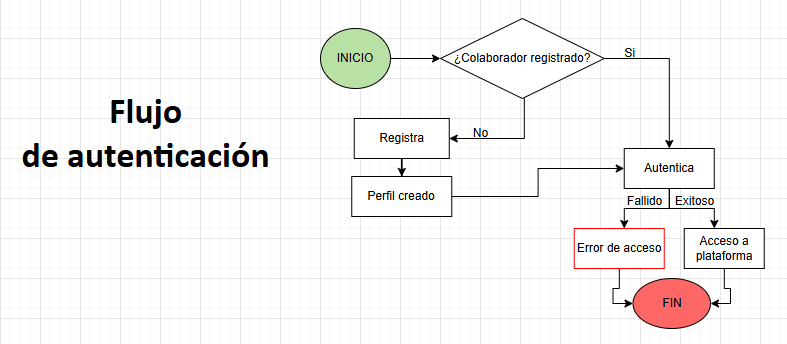 Flujo
de autenticación
INICIO
¿Colaborador registrado?
Si
No
Registra
Perfil creado
Autentica
Fallido
Exitoso
Error de acceso
Acceso a
plataforma
FIN